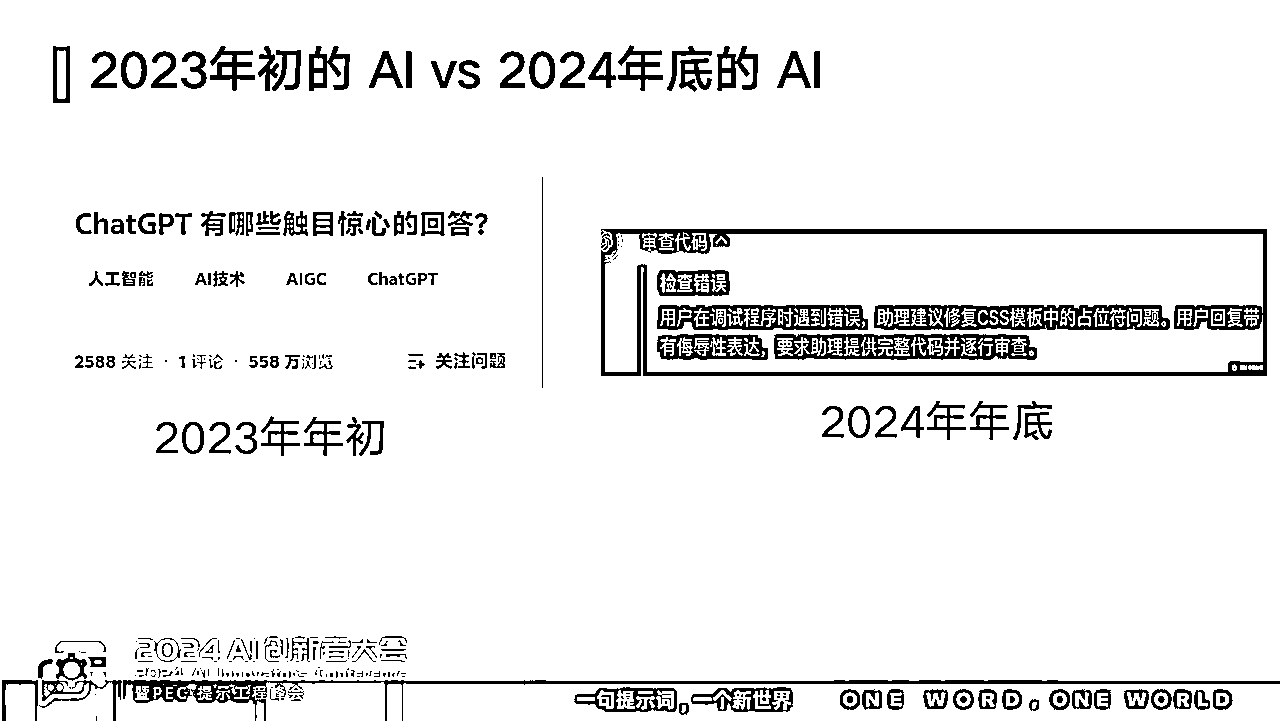 2023年初的 AI vs 2024年底的 AI
ChatGPT 有哪些触目惊心的回答？
人工智能 AI技术 AIGC ChatGPT
2588 关注 · 1 评论 · 558 万浏览 关注问题
2023年年初
审查代码
检查错误
用户在调试程序时遇到错误，助理建议修复CSS模板中的占位符问题。用户回复带
有侮辱性表达，要求助理提供完整代码并逐行审查。
2024年年底
2024 AI创新者大会
2024 AI Innovators Conference
暨PEC·提示工程峰会
一句提示词。一个新世界
ONE WORD。ONE WORLD